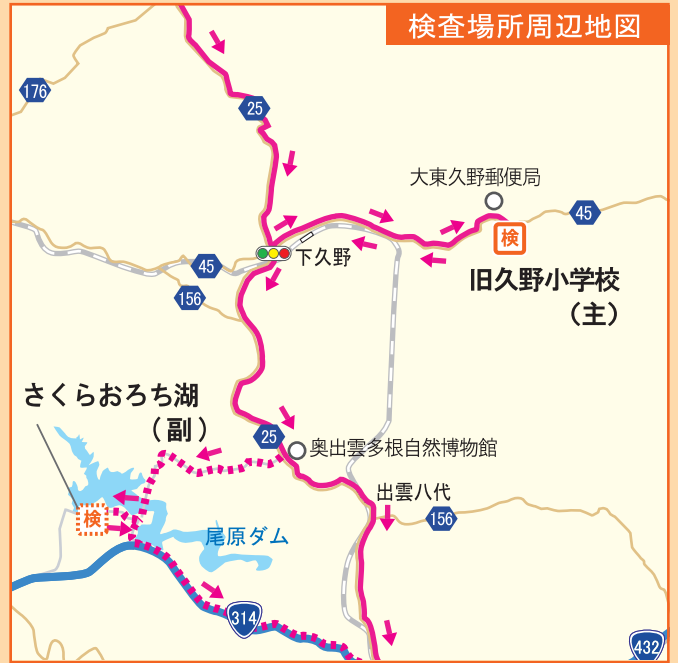 検査場所周辺地図
176
25
大東久野郵便局
45
検
下久野
45
旧久野小学校
（主）
156
さくらおろち湖
（副）
25
奥出雲多根自然博物館
出雲八代
検
156
尾原ダム
314
432